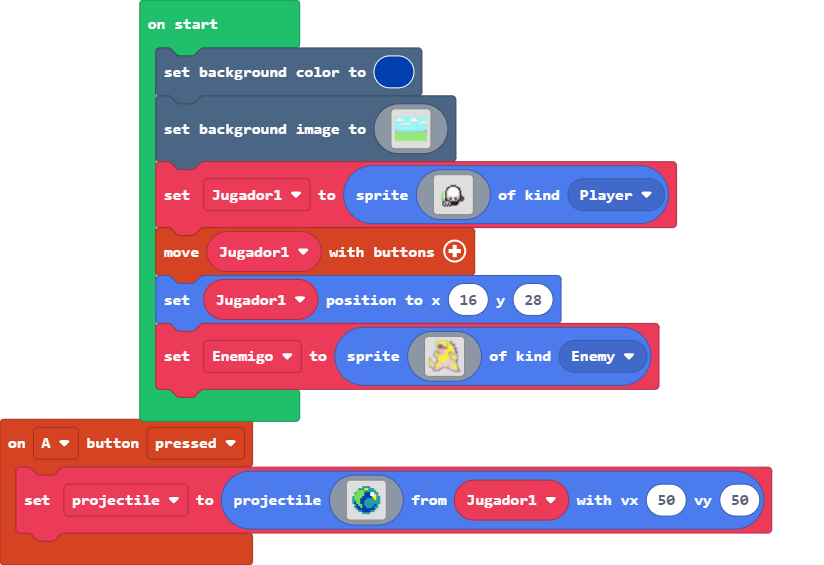 on start
set background color to
set background image to
set Jugador1 to sprite of kind Player
move Jugador1 with buttons
set Jugador1 position to x 16 y 28
set Enemigo to sprite of kind Enemy
on A button pressed
set projectile to projectile from Jugador1 with vx 50 vy 50